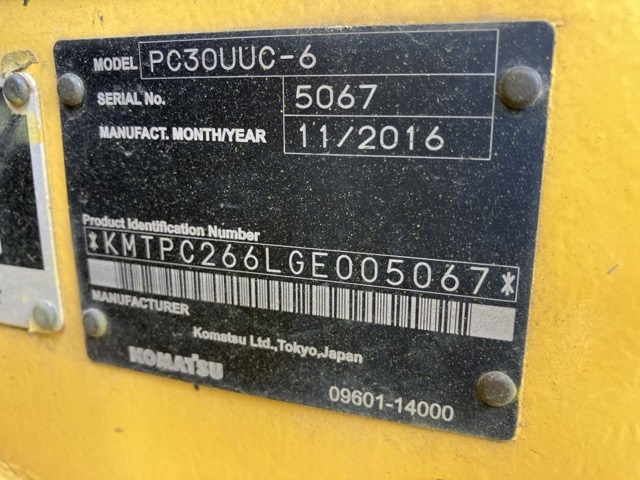 MODEL PC30UUC-6
SERIAL No. 5067
MANUFACT. MONTH/YEAR 11/2016
Product Identification Number
*KMTPC266LGE005067*
MANUFACTURER
Komatsu Ltd.,Tokyo,Japan
KOMATSU
09601-14000